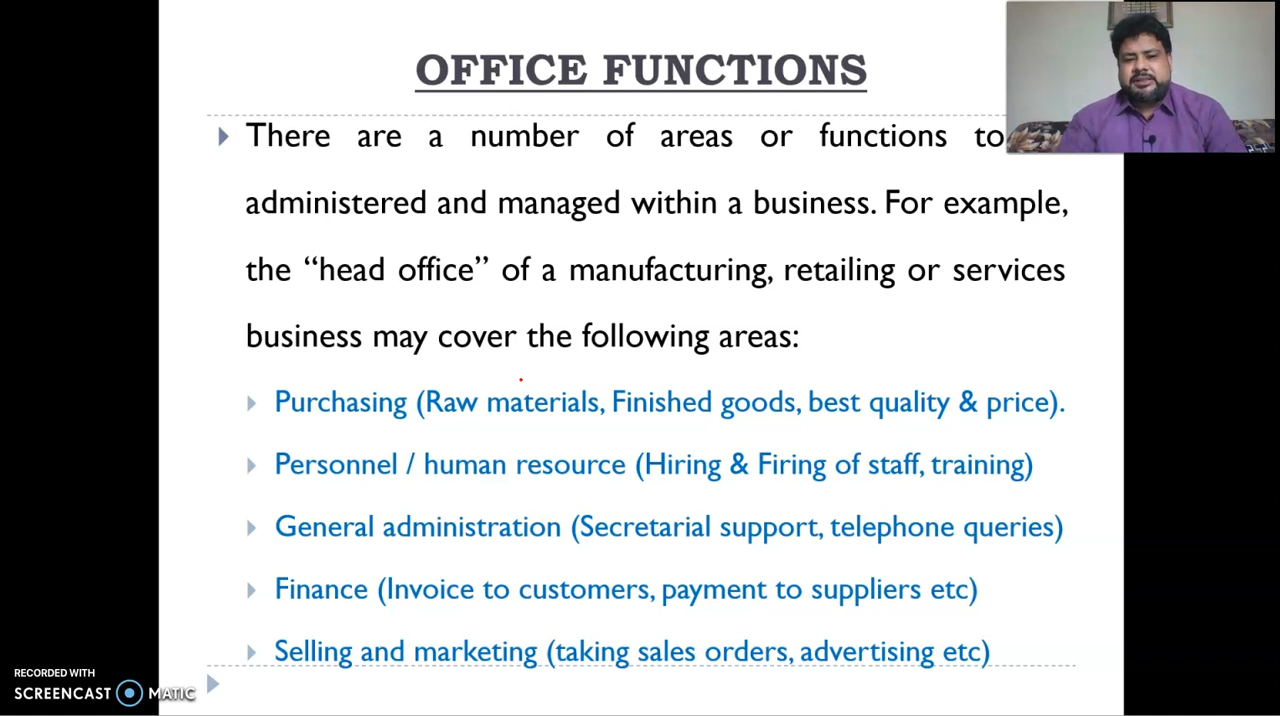 OFFICE FUNCTIONS
There are a number of areas or functions to
administered and managed within a business. For example,
the “head office” of a manufacturing, retailing or services
business may cover the following areas:
Purchasing (Raw materials, Finished goods, best quality & price).
Personnel / human resource (Hiring & Firing of staff, training)
General administration (Secretarial support, telephone queries)
Finance (Invoice to customers, payment to suppliers etc)
Selling and marketing (taking sales orders, advertising etc)
RECORDED WITH
SCREENCAST MATIC